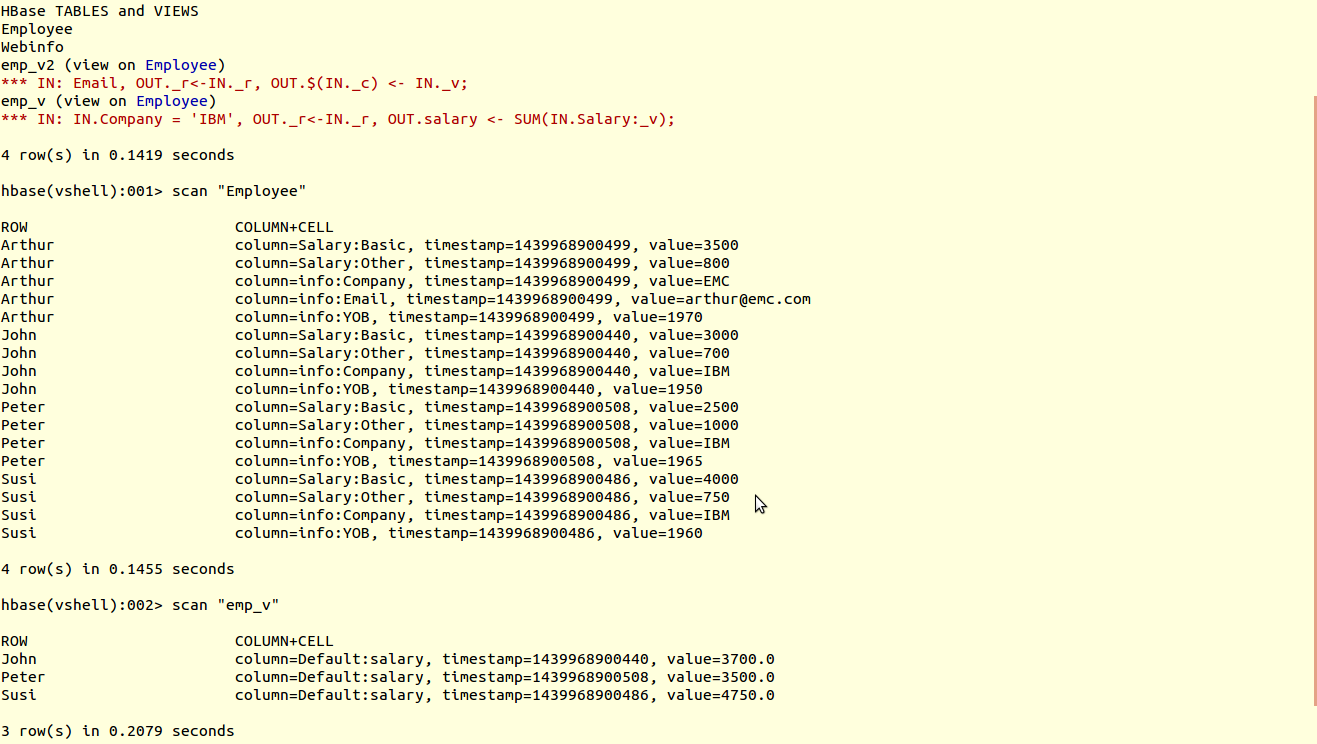 HBase TABLES and VIEWS
Employee
Webinfo
emp_v2 (view on Employee)
*** IN: Email, OUT._r<-IN._r, OUT.$(IN._c) <- IN._v;
emp_v (view on Employee)
*** IN: IN.Company = 'IBM', OUT._r<-IN._r, OUT.salary <- SUM(IN.Salary:_v);
4 row(s) in 0.1419 seconds
hbase(vshell):001> scan "Employee"
ROW                       COLUMN+CELL
Arthur                    column=Salary:Basic, timestamp=1439968900499, value=3500
Arthur                    column=Salary:Other, timestamp=1439968900499, value=800
Arthur                    column=info:Company, timestamp=1439968900499, value=EMC
Arthur                    column=info:Email, timestamp=1439968900499, value=arthur@emc.com
Arthur                    column=info:YOB, timestamp=1439968900499, value=1970
John                      column=Salary:Basic, timestamp=1439968900440, value=3000
John                      column=Salary:Other, timestamp=1439968900440, value=700
John                      column=info:Company, timestamp=1439968900440, value=IBM
John                      column=info:YOB, timestamp=1439968900440, value=1950
Peter                     column=Salary:Basic, timestamp=1439968900508, value=2500
Peter                     column=Salary:Other, timestamp=1439968900508, value=1000
Peter                     column=info:Company, timestamp=1439968900508, value=IBM
Peter                     column=info:YOB, timestamp=1439968900508, value=1965
Susi                      column=Salary:Basic, timestamp=1439968900486, value=4000
Susi                      column=Salary:Other, timestamp=1439968900486, value=750
Susi                      column=info:Company, timestamp=1439968900486, value=IBM
Susi                      column=info:YOB, timestamp=1439968900486, value=1960
4 row(s) in 0.1455 seconds
hbase(vshell):002> scan "emp_v"
ROW                       COLUMN+CELL
John                      column=Default:salary, timestamp=1439968900440, value=3700.0
Peter                     column=Default:salary, timestamp=1439968900508, value=3500.0
Susi                      column=Default:salary, timestamp=1439968900486, value=4750.0
3 row(s) in 0.2079 seconds